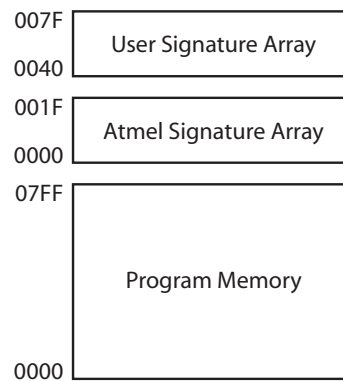 007F
User Signature Array
0040
001F
Atmel Signature Array
0000
07FF
Program Memory
0000